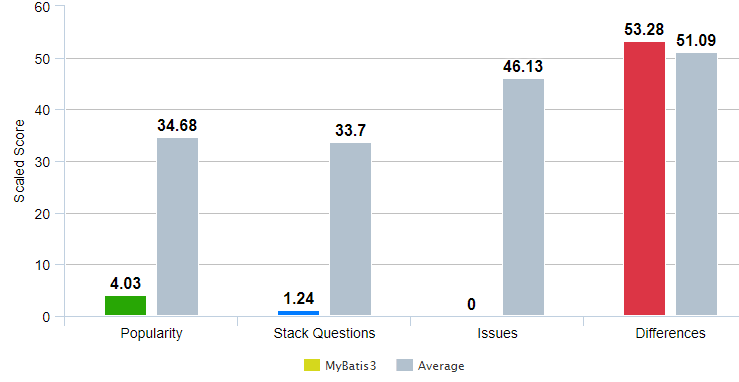 60
50
40
30
20
10
0
Scaled Score
4.03
34.68
1.24
33.7
0
46.13
53.28
51.09
Popularity
Stack Questions
Issues
Differences
MyBatis3
Average